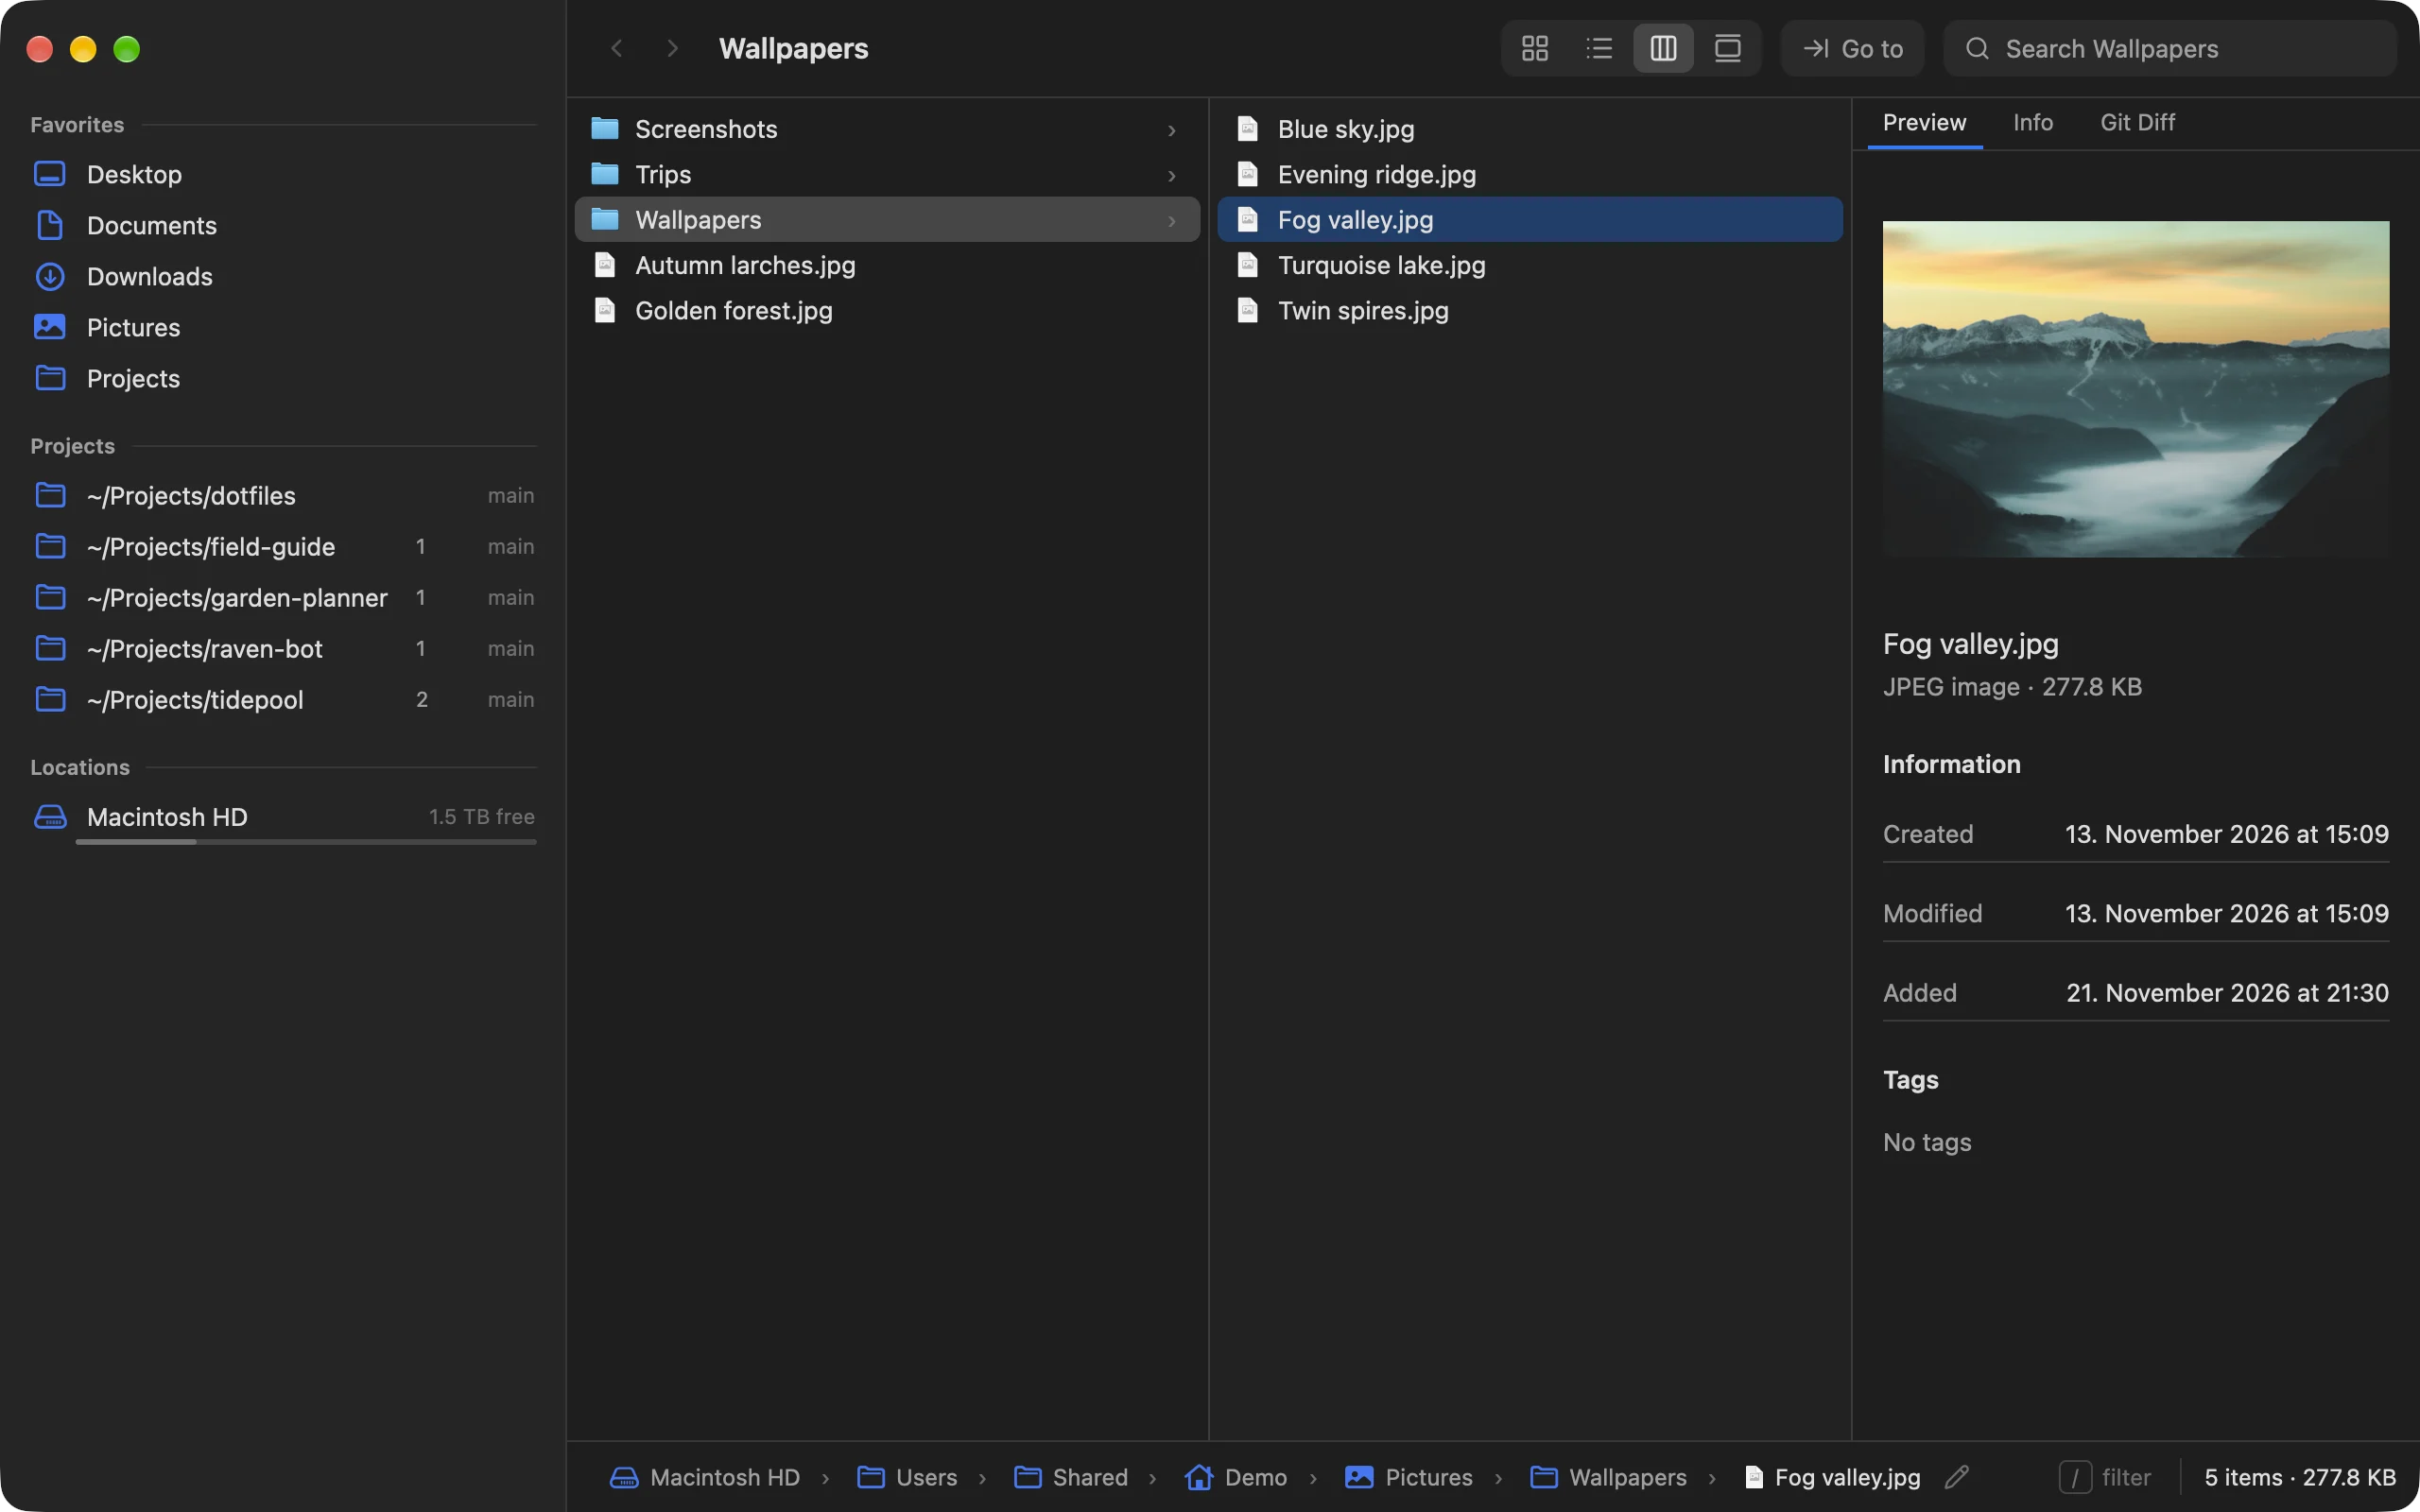 Wallpapers
Go to
Search Wallpapers
Favorites
Desktop
Documents
Downloads
Pictures
Projects
Projects
~/Projects/dotfiles main
~/Projects/field-guide 1 main
~/Projects/garden-planner 1 main
~/Projects/raven-bot 1 main
~/Projects/tidepool 2 main
Locations
Macintosh HD 1.5 TB free
Screenshots
Trips
Wallpapers
Autumn larches.jpg
Golden forest.jpg
Blue sky.jpg
Evening ridge.jpg
Fog valley.jpg
Turquoise lake.jpg
Twin spires.jpg
Preview Info Git Diff
Fog valley.jpg
JPEG image · 277.8 KB
Information
Created 13. November 2026 at 15:09
Modified 13. November 2026 at 15:09
Added 21. November 2026 at 21:30
Tags
No tags
Macintosh HD › Users › Shared › Demo › Pictures › Wallpapers › Fog valley.jpg
/ filter
5 items · 277.8 KB